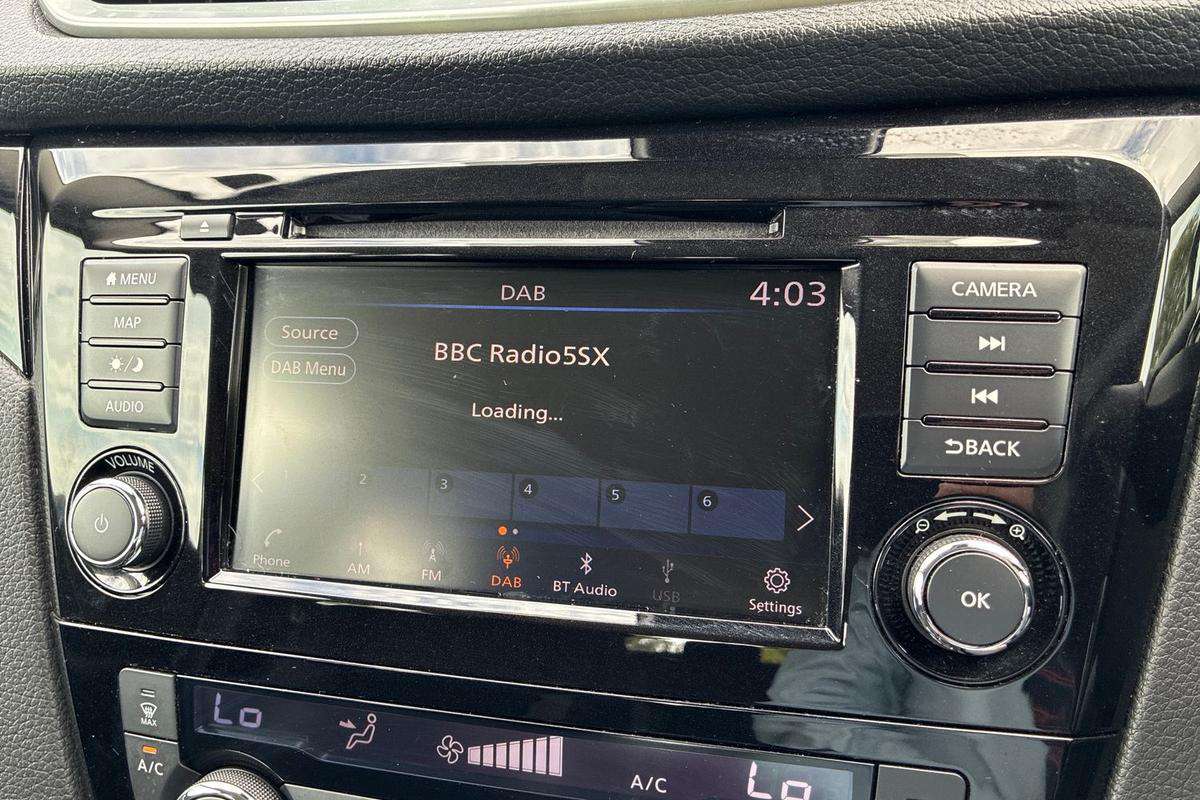 MENU
MAP
AUDIO
VOLUME
DAB
4:03
Source
DAB Menu
BBC Radio5SX
Loading...
2
3
4
5
6
Phone
AM
FM
DAB
BT Audio
USB
Settings
CAMERA
BACK
OK
MAX
A/C
Lo
A/C
Lo